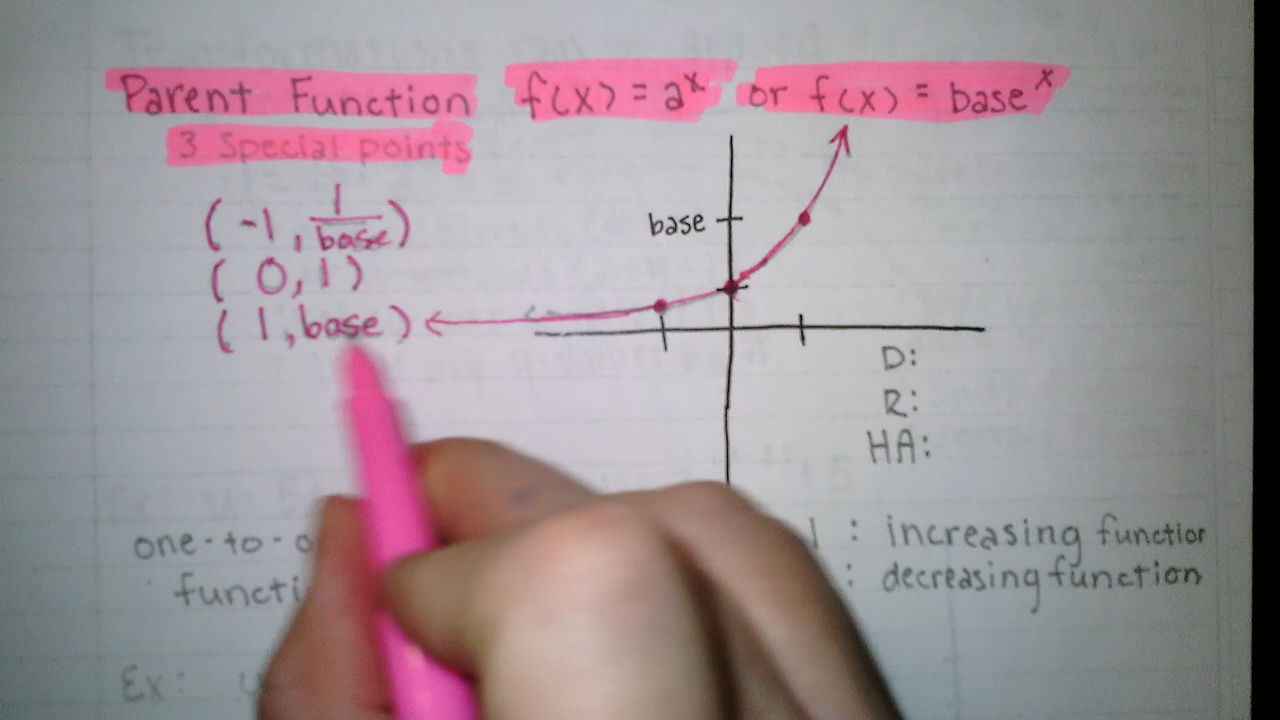 Parent Function f(x) = a^x or f(x) = base^x
3 Special points
(-1, 1/base)
(0, 1)
(1, base)
base
D:
R:
HA:
one-to-o : increasing function
functi : decreasing function
Ex: